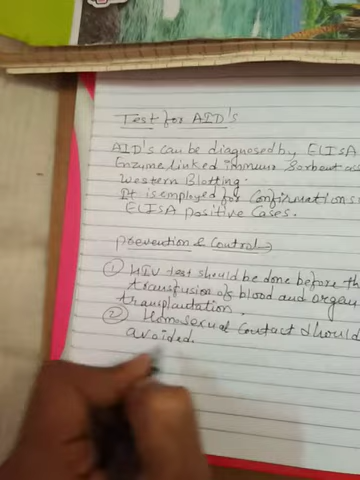 Test for AID's
AID's can be diagnosed by ELISA
Enzyme linked immuno Sorbent as
Western Blotting
It is employed for Confirmations
ELISA positive Cases.
Prevention & Control→
① HIV test should be done before th
transfusion of blood and organ
transplantation.
② Homosexual Contact should
avoided.